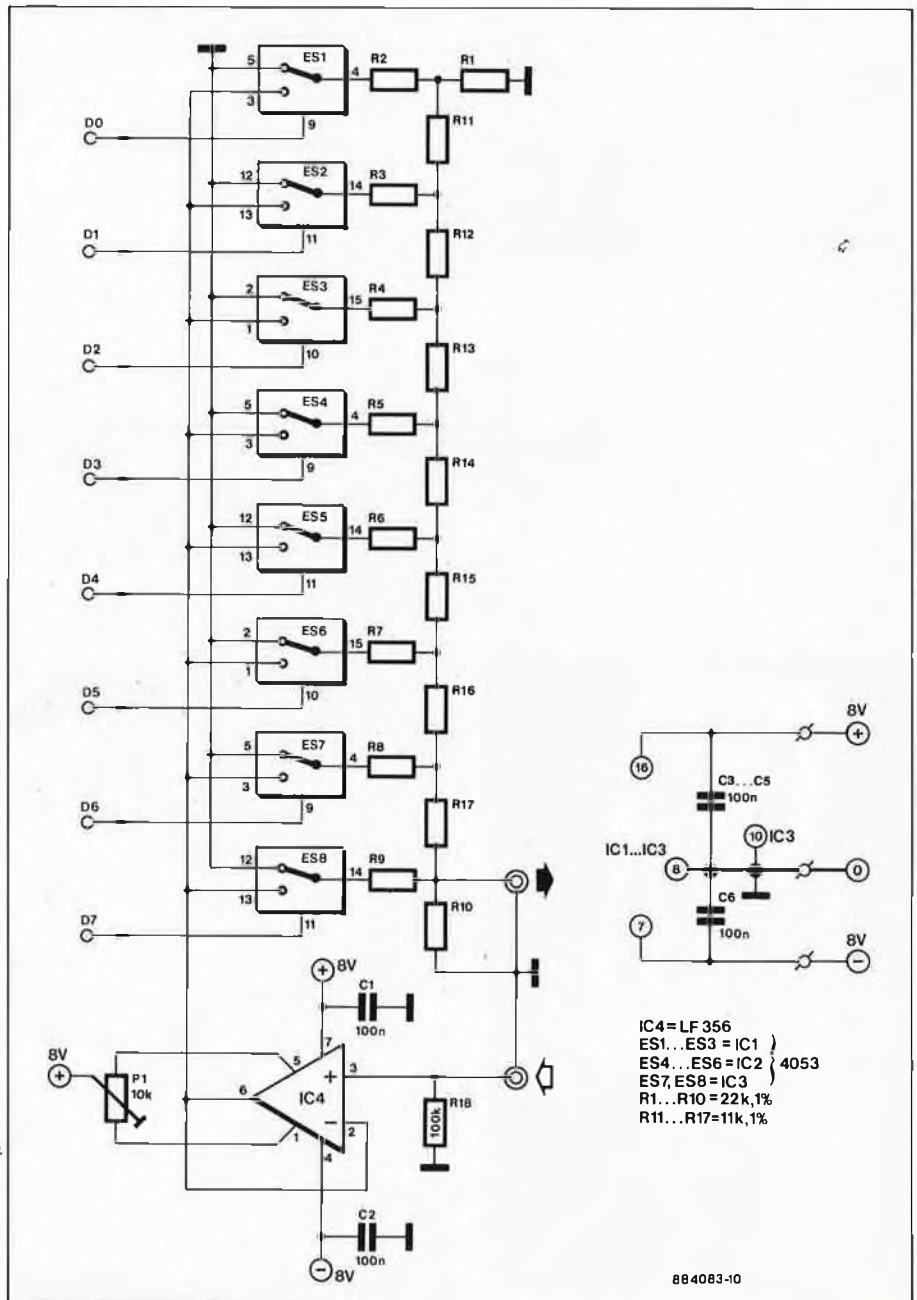 ES1
5
4
3
9
R2
R1
D0
R11
ES2
12
14
13
11
R3
D1
R12
ES3
2
15
1
10
R4
D2
R13
ES4
5
4
3
9
R5
D3
R14
ES5
12
14
13
11
R6
D4
R15
ES6
2
15
1
10
R7
D5
R16
ES7
5
4
3
9
R8
D6
R17
ES8
12
14
13
11
R9
D7
R10
8V
+
C1
100n
7
8V
+
P1
10k
5
6
1
IC4
+
3
−
2
4
R18
100k
C2
100n
−
8V
8V
+
16
C3...C5
100n
10
IC3
IC1...IC3
8
0
C6
100n
7
8V
−
IC4 = LF 356
ES1...ES3 = IC1
ES4...ES6 = IC2 } 4053
ES7, ES8 = IC3
R1...R10 = 22k, 1%
R11...R17 = 11k, 1%
884083-10